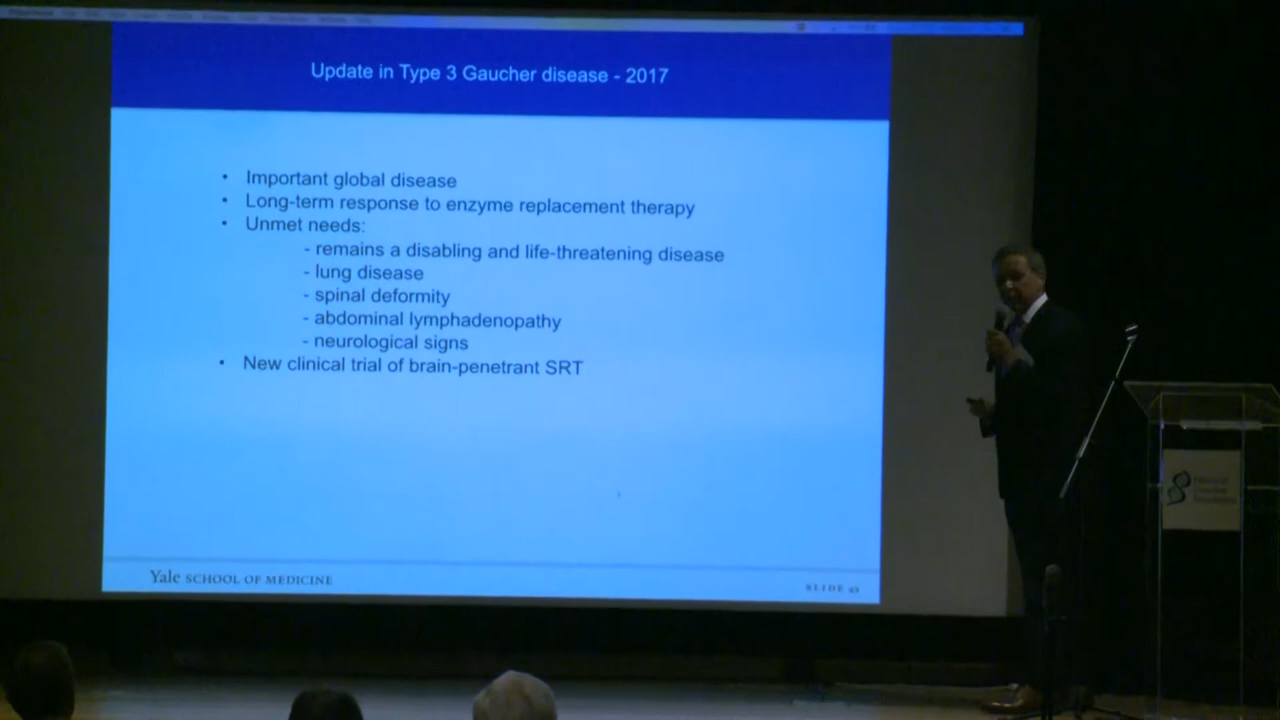 Update in Type 3 Gaucher disease - 2017
• Important global disease
• Long-term response to enzyme replacement therapy
• Unmet needs:
- remains a disabling and life-threatening disease
- lung disease
- spinal deformity
- abdominal lymphadenopathy
- neurological signs
• New clinical trial of brain-penetrant SRT
Yale SCHOOL OF MEDICINE
SLIDE